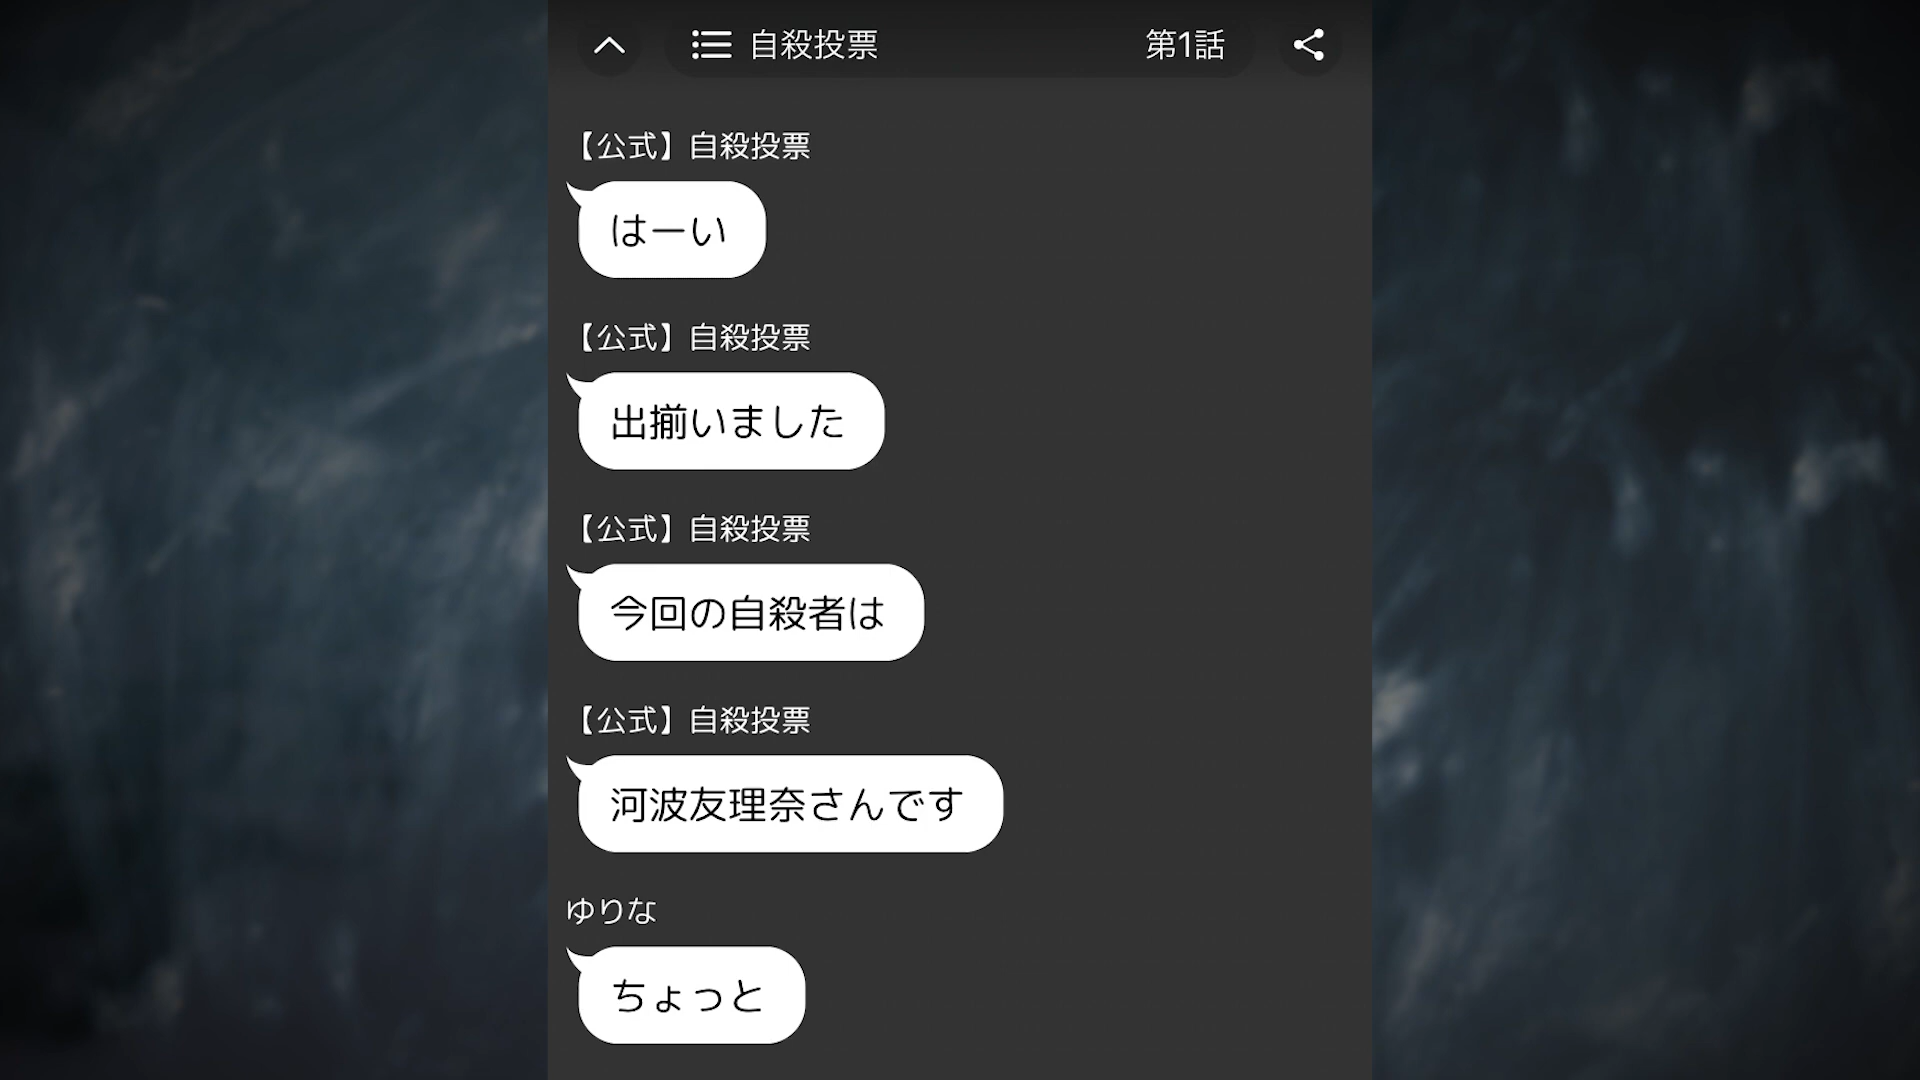 自殺投票 第1話
【公式】自殺投票
はーい
【公式】自殺投票
出揃いました
【公式】自殺投票
今回の自殺者は
【公式】自殺投票
河波友理奈さんです
ゆりな
ちょっと